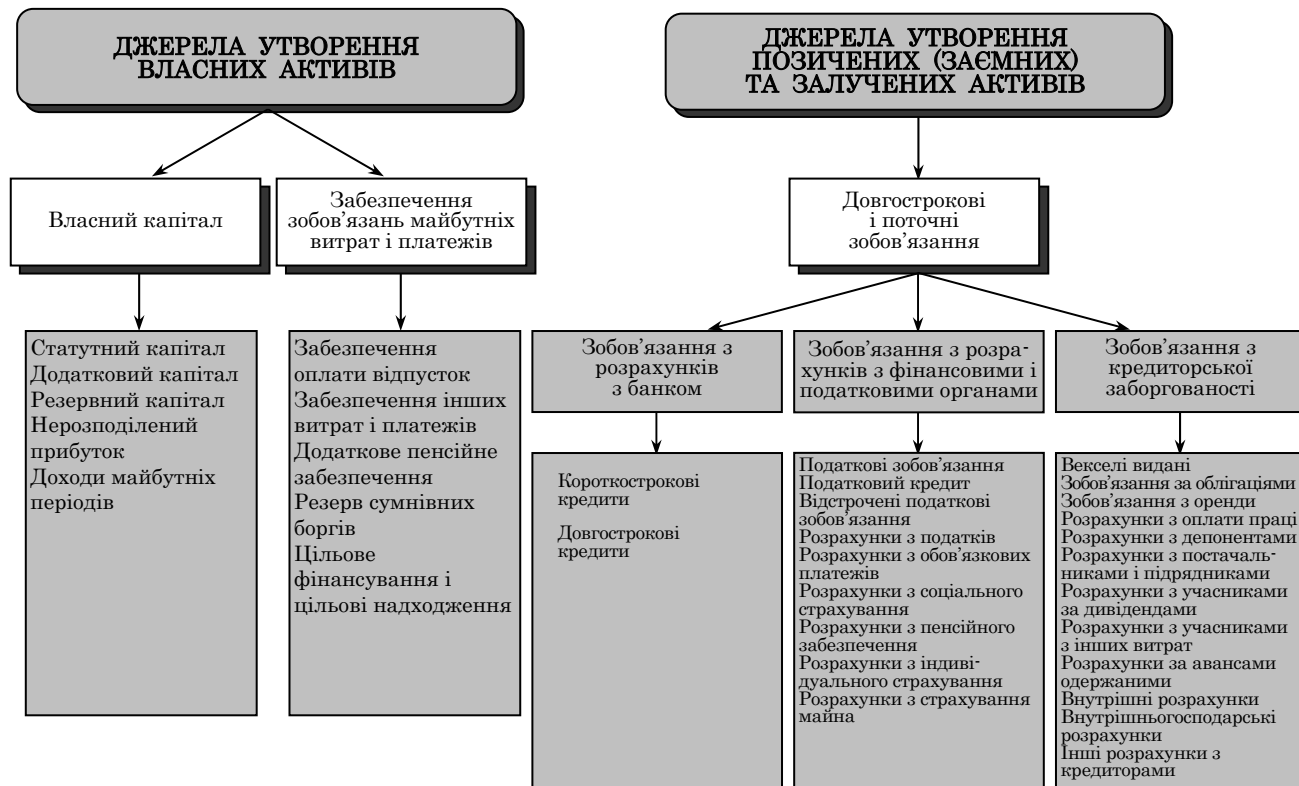 ДЖЕРЕЛА УТВОРЕННЯ
ВЛАСНИХ АКТИВІВ
ДЖЕРЕЛА УТВОРЕННЯ
ПОЗИЧЕНИХ (ЗАЄМНИХ)
ТА ЗАЛУЧЕНИХ АКТИВІВ
Власний капітал
Забезпечення
зобов'язань майбутніх
витрат і платежів
Довгострокові
і поточні
зобов'язання
Статутний капітал
Додатковий капітал
Резервний капітал
Нерозподілений
прибуток
Доходи майбутніх
періодів
Забезпечення
оплати відпусток
Забезпечення інших
витрат і платежів
Додаткове пенсійне
забезпечення
Резерв сумнівних
боргів
Цільове
фінансування і
цільові надходження
Зобов'язання з
розрахунків
з банком
Короткострокові
кредити
Довгострокові
кредити
Зобов'язання з розра-
хунків з фінансовими і
податковими органами
Податкові зобов'язання
Податковий кредит
Відстрочені податкові
зобов'язання
Розрахунки з податків
Розрахунки з обов'язкових
платежів
Розрахунки з соціального
страхування
Розрахунки з пенсійного
забезпечення
Розрахунки з індиві-
дуального страхування
Розрахунки з страхування
майна
Зобов'язання з
кредиторської
заборгованості
Векселі видані
Зобов'язання за облігаціями
Зобов'язання з оренди
Розрахунки з оплати праці
Розрахунки з депонентами
Розрахунки з постачаль-
никами і підрядниками
Розрахунки з учасниками
за дивідендами
Розрахунки з учасниками
з інших витрат
Розрахунки за авансами
одержаними
Внутрішні розрахунки
Внутрішньогосподарські
розрахунки
Інші розрахунки з
кредиторами